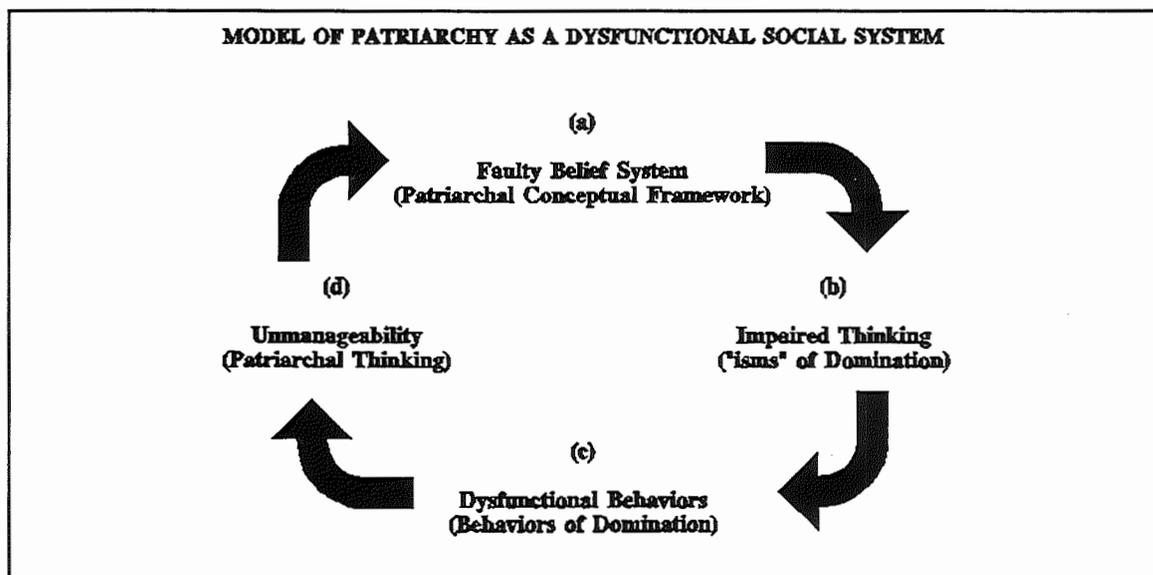 MODEL OF PATRIARCHY AS A DYSFUNCTIONAL SOCIAL SYSTEM
(a)
Faulty Belief System
(Patriarchal Conceptual Framework)
(b)
Impaired Thinking
("isms" of Domination)
(c)
Dysfunctional Behaviors
(Behaviors of Domination)
(d)
Unmanageability
(Patriarchal Thinking)